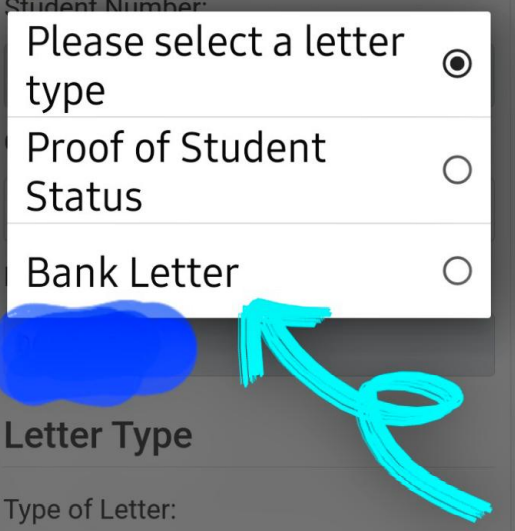 Student Number:
Please select a letter
type
Proof of Student
Status
Bank Letter
Letter Type
Type of Letter: